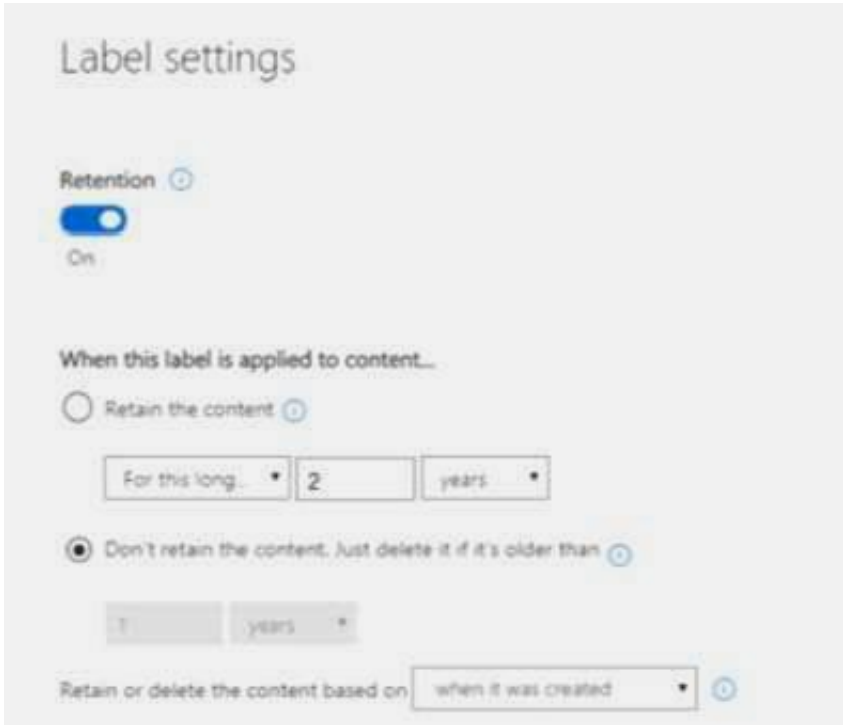 Label settings
Retention
On
When this label is applied to content...
Retain the content
For this long... 2 years
Don't retain the content. Just delete it if it's older than
years
Retain or delete the content based on when it was created